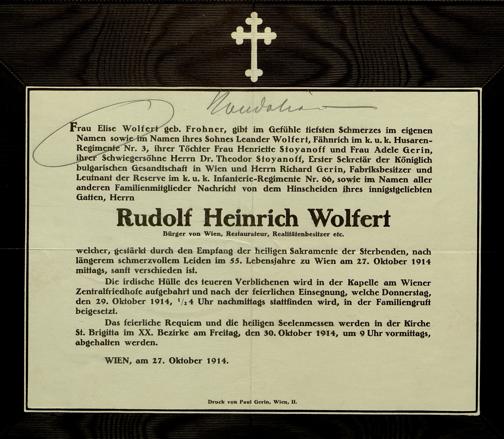 Kondolir
Frau Elise Wolfert geb. Frohner, gibt im Gefühle tiefsten Schmerzes im eigenen
Namen sowie im Namen ihres Sohnes Leander Wolfert, Fähnrich im k. u. k. Husaren-
Regimente Nr. 3, ihrer Töchter Frau Henriette Stoyanoff und Frau Adele Gerin,
ihrer Schwiegersöhne Herrn Dr. Theodor Stoyanoff, Erster Sekretär der Königlich
bulgarischen Gesandtschaft in Wien und Herrn Richard Gerin, Fabriksbesitzer und
Leutnant der Reserve im k. u. k. Infanterie-Regimente Nr. 66, sowie im Namen aller
anderen Familienmitglieder Nachricht von dem Hinscheiden ihres innigstgeliebten
Gatten, Herrn
Rudolf Heinrich Wolfert
Bürger von Wien, Restaurateur, Realitätenbesitzer etc.
welcher, gestärkt durch den Empfang der heiligen Sakramente der Sterbenden, nach
längerem schmerzvollem Leiden im 55. Lebensjahre zu Wien am 27. Oktober 1914
mittags, sanft verschieden ist.
Die irdische Hülle des teueren Verblichenen wird in der Kapelle am Wiener
Zentralfriedhofe aufgebahrt und nach der feierlichen Einsegnung, welche Donnerstag,
den 29. Oktober 1914, 1/24 Uhr nachmittags stattfinden wird, in der Familiengruft
beigesetzt.
Das feierliche Requiem und die heiligen Seelenmessen werden in der Kirche
St. Brigitta im XX. Bezirke am Freitag, den 30. Oktober 1914, um 9 Uhr vormittags,
abgehalten werden.
WIEN, am 27. Oktober 1914.
Druck von Paul Gerin, Wien, II.